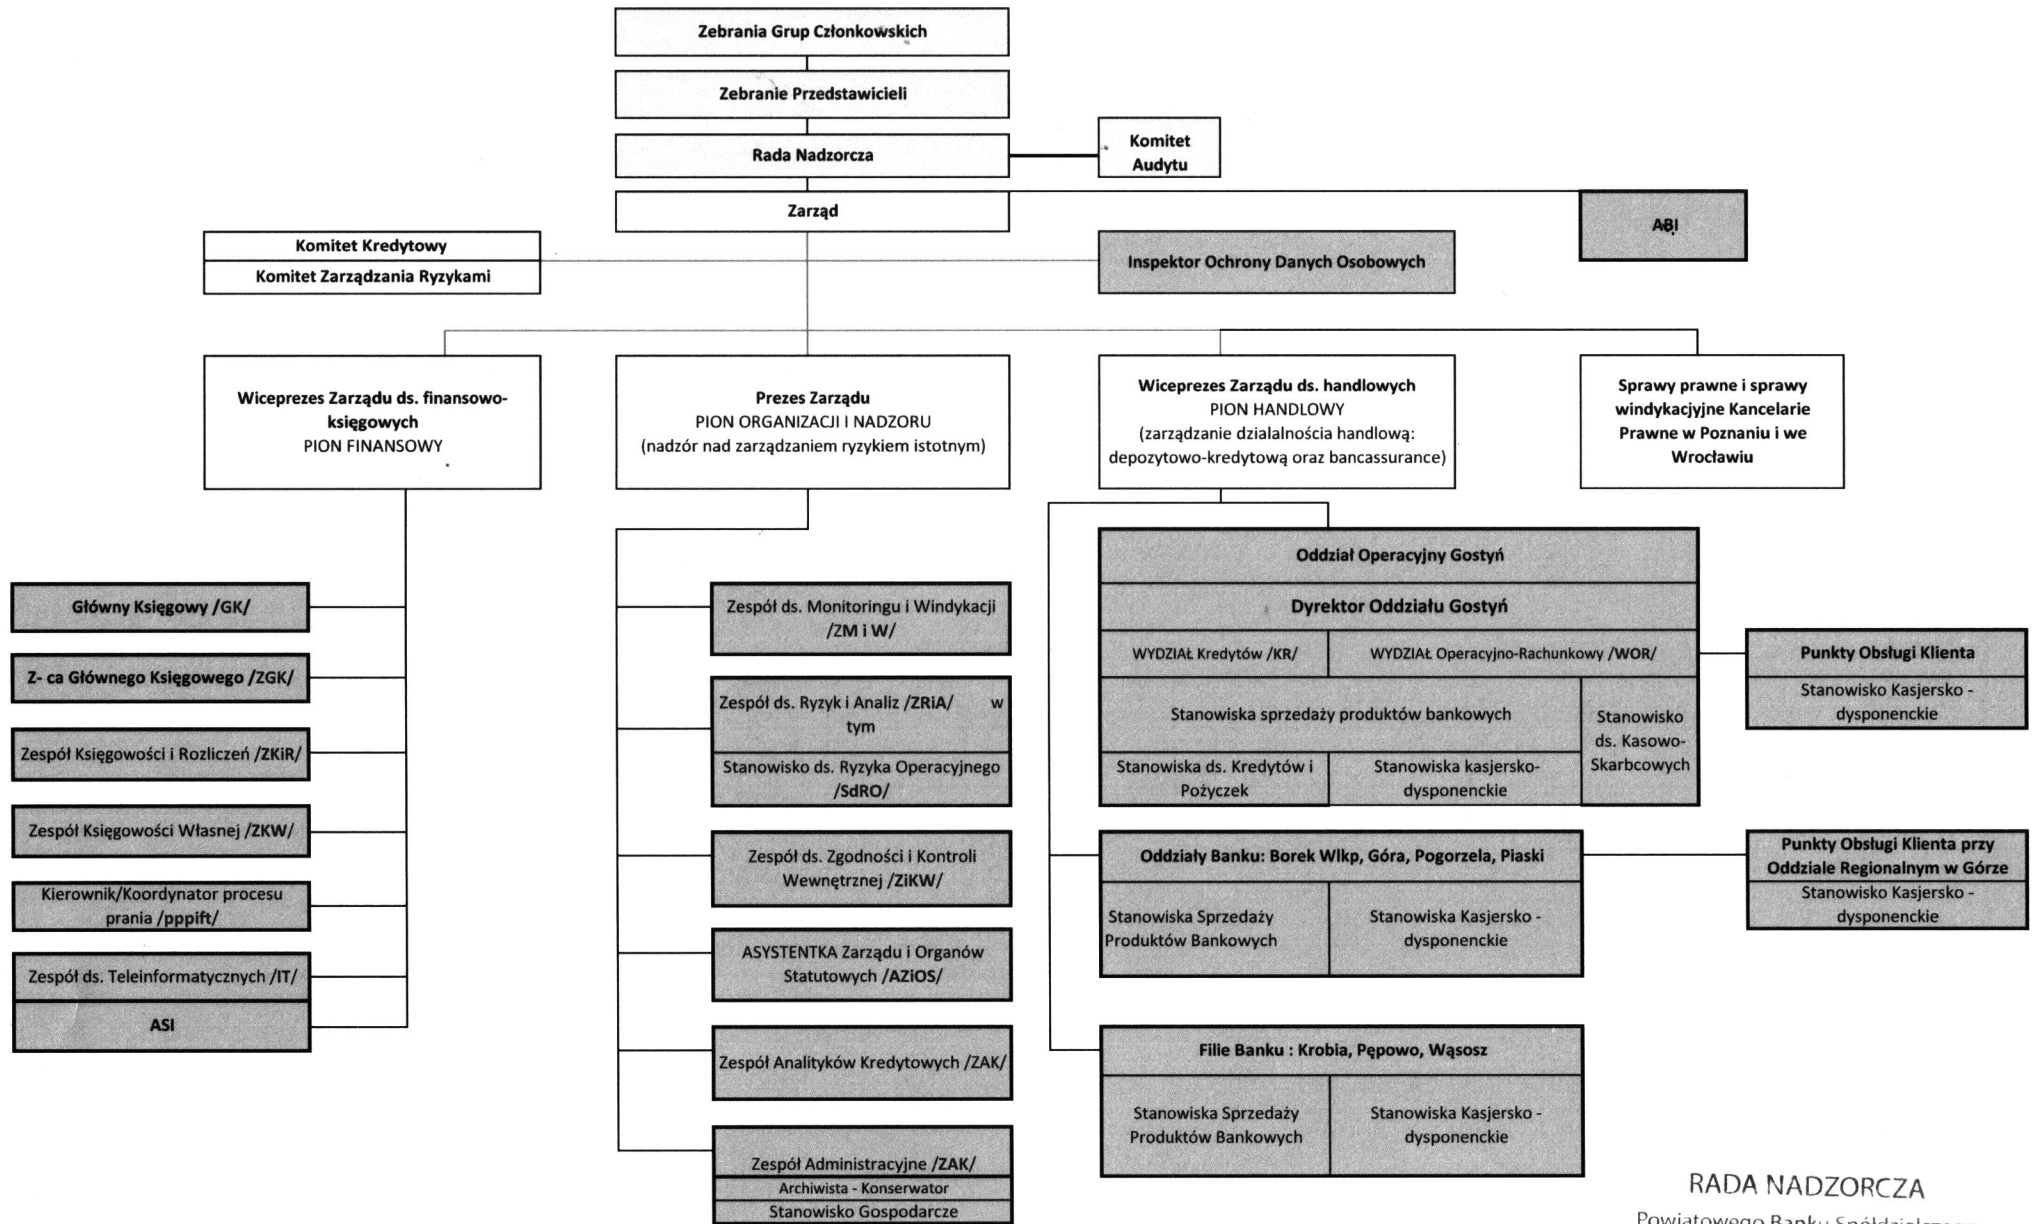 Zebrania Grup Członkowskich
Zebranie Przedstawicieli
Rada Nadzorcza
Komitet
Audytu
Zarząd
ABI
Komitet Kredytowy
Komitet Zarządzania Ryzykami
Inspektor Ochrony Danych Osobowych
Wiceprezes Zarządu ds. finansowo-
księgowych
PION FINANSOWY
Prezes Zarządu
PION ORGANIZACJI I NADZORU
(nadzór nad zarządzaniem ryzykiem istotnym)
Wiceprezes Zarządu ds. handlowych
PION HANDLOWY
(zarządzanie dzialalnościa handlową:
depozytowo-kredytową oraz bancassurance)
Sprawy prawne i sprawy
windykacjyjne Kancelarie
Prawne w Poznaniu i we
Wrocławiu
Główny Księgowy /GK/
Z- ca Głównego Księgowego /ZGK/
Zespół Księgowości i Rozliczeń /ZKiR/
Zespół Księgowości Własnej /ZKW/
Kierownik/Koordynator procesu
prania /pppift/
Zespół ds. Teleinformatycznych /IT/
ASI
Zespół ds. Monitoringu i Windykacji
/ZM i W/
Zespół ds. Ryzyk i Analiz /ZRiA/ w
tym
Stanowisko ds. Ryzyka Operacyjnego
/SdRO/
Zespół ds. Zgodności i Kontroli
Wewnętrznej /ZiKW/
ASYSTENTKA Zarządu i Organów
Statutowych /AZiOS/
Zespół Analityków Kredytowych /ZAK/
Zespół Administracyjne /ZAK/
Archiwista - Konserwator
Stanowisko Gospodarcze
Oddział Operacyjny Gostyń
Dyrektor Oddziału Gostyń
WYDZIAŁ Kredytów /KR/
WYDZIAŁ Operacyjno-Rachunkowy /WOR/
Stanowiska sprzedaży produktów bankowych
Stanowisko
ds. Kasowo-
Skarbcowych
Stanowiska ds. Kredytów i
Pożyczek
Stanowiska kasjersko-
dysponenckie
Punkty Obsługi Klienta
Stanowisko Kasjersko -
dysponenckie
Oddziały Banku: Borek Wlkp, Góra, Pogorzela, Piaski
Stanowiska Sprzedaży
Produktów Bankowych
Stanowiska Kasjersko -
dysponenckie
Punkty Obsługi Klienta przy
Oddziale Regionalnym w Górze
Stanowisko Kasjersko -
dysponenckie
Filie Banku : Krobia, Pępowo, Wąsosz
Stanowiska Sprzedaży
Produktów Bankowych
Stanowiska Kasjersko -
dysponenckie
RADA NADZORCZA
Powiatowego Banku Spółdzielczego